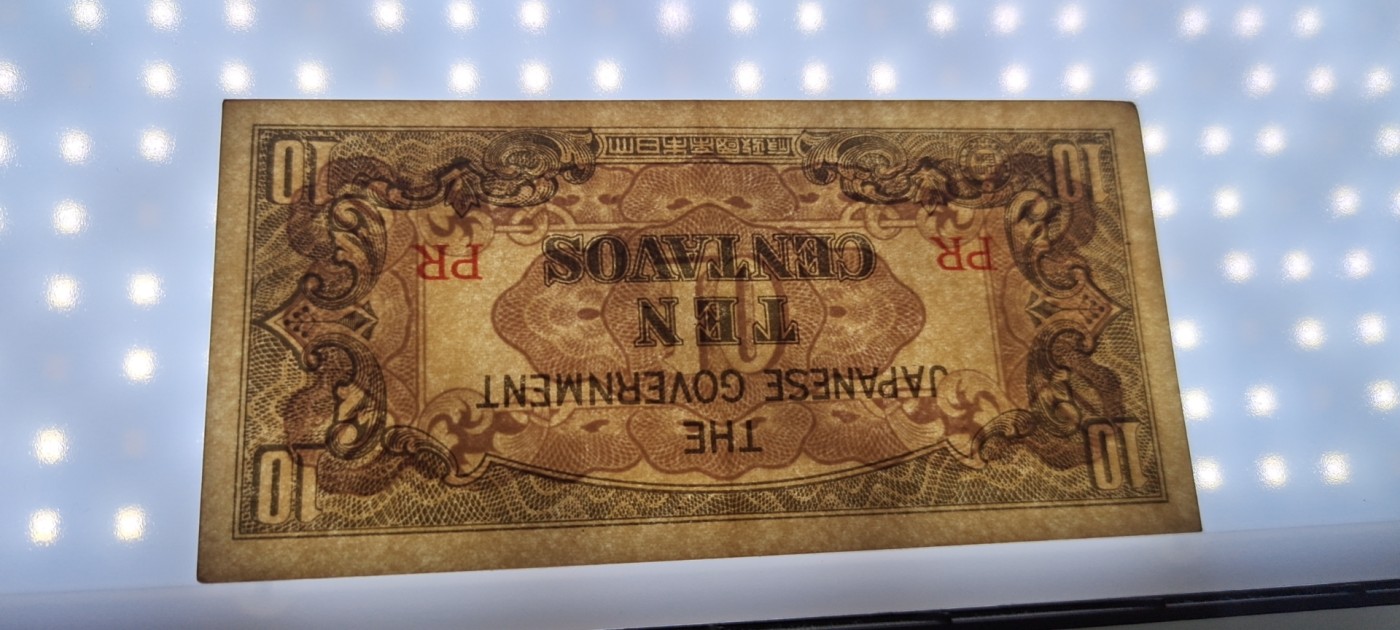 10 10
THE
JAPANESE GOVERNMENT
TEN
CENTAVOS
PR PR
10 10
大日本帝國政府